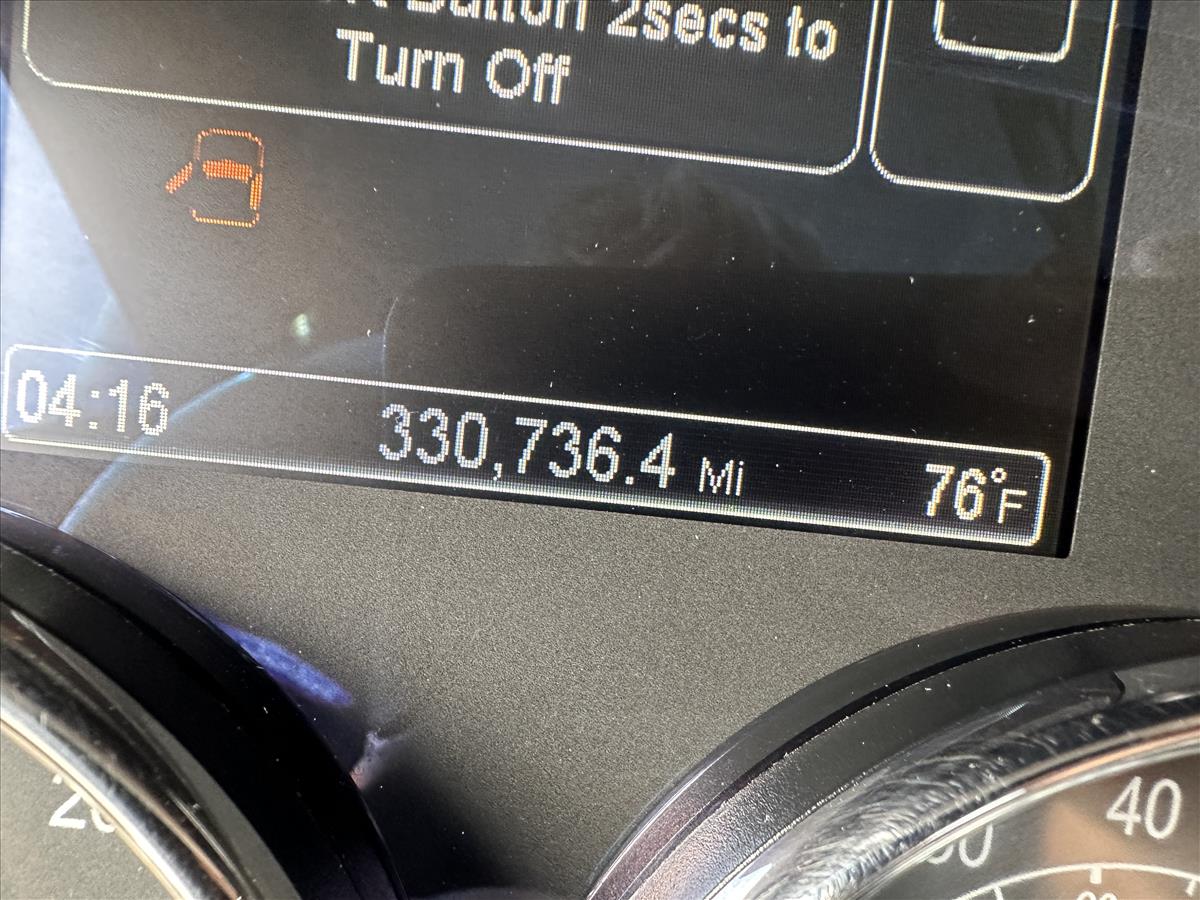 Button 2secs to
Turn Off
04:16 330,736.4 Mi 76°F
40